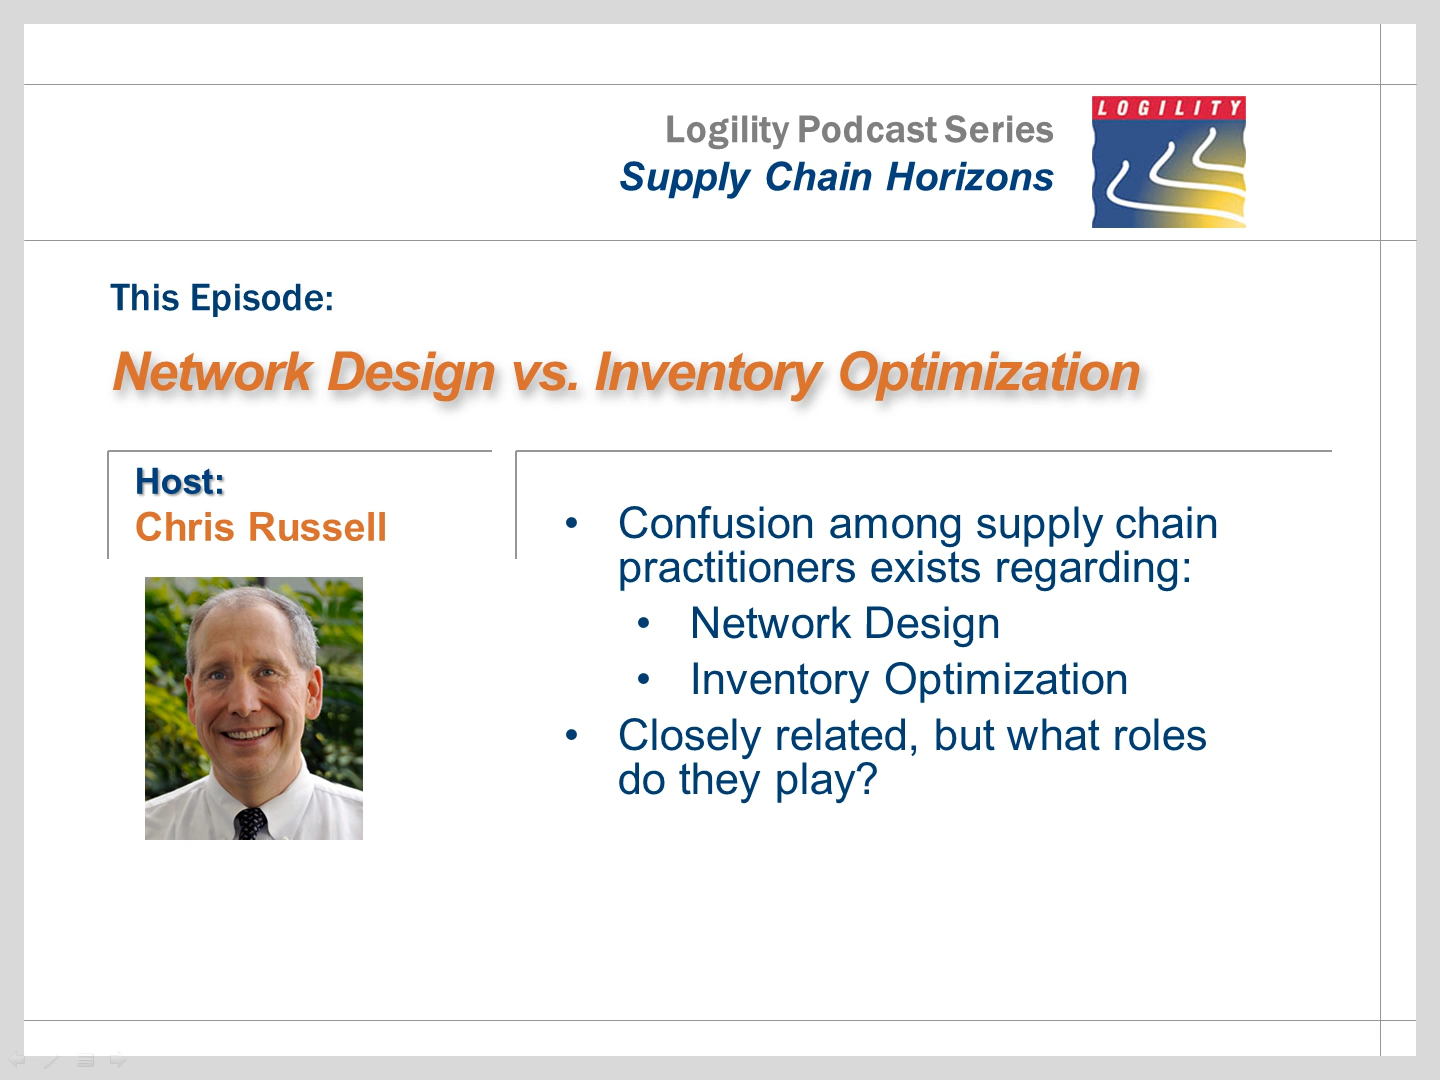 LOGILITY
Logility Podcast Series
Supply Chain Horizons
This Episode:
Network Design vs. Inventory Optimization
Host:
Chris Russell
• Confusion among supply chain
practitioners exists regarding:
• Network Design
• Inventory Optimization
• Closely related, but what roles
do they play?